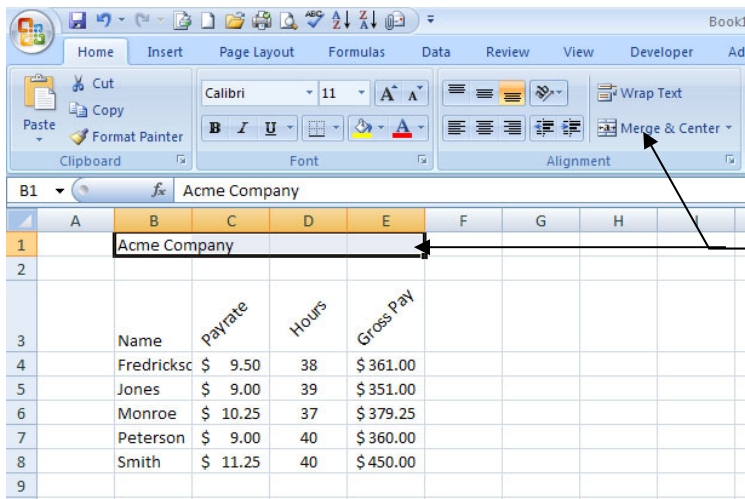 Book1
Home Insert Page Layout Formulas Data Review View Developer Ad
Cut
Copy
Format Painter
Paste
Clipboard
Calibri 11 A A
B I U A
Font
Wrap Text
Merge & Center
Alignment
B1 fx Acme Company
A B C D E F G H I
1 Acme Company
2
3 Name Payrate Hours Gross Pay
4 Fredricksc $ 9.50 38 $ 361.00
5 Jones $ 9.00 39 $ 351.00
6 Monroe $ 10.25 37 $ 379.25
7 Peterson $ 9.00 40 $ 360.00
8 Smith $ 11.25 40 $ 450.00
9